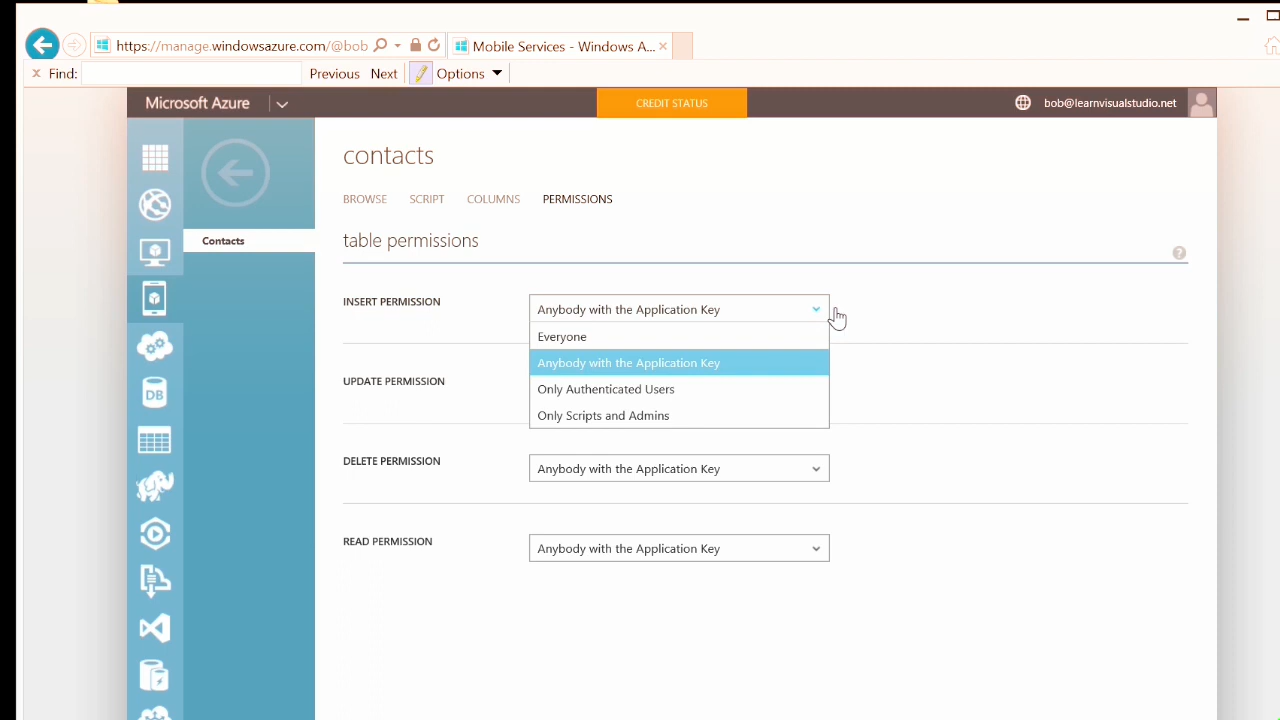 https://manage.windowsazure.com/@bob
Mobile Services - Windows A...
Find:
Previous
Next
Options
Microsoft Azure
CREDIT STATUS
bob@learnvisualstudio.net
contacts
BROWSE
SCRIPT
COLUMNS
PERMISSIONS
Contacts
table permissions
?
INSERT PERMISSION
Anybody with the Application Key
Everyone
Anybody with the Application Key
Only Authenticated Users
Only Scripts and Admins
UPDATE PERMISSION
DELETE PERMISSION
Anybody with the Application Key
READ PERMISSION
Anybody with the Application Key
DB